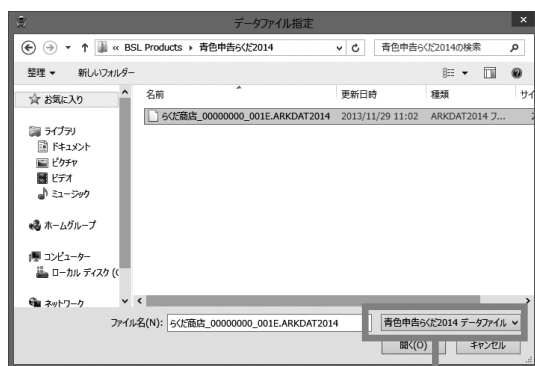 データファイル指定
« BSL Products ▸ 青色申告らくだ2014
青色申告らくだ2014の検索
整理 新しいフォルダー
名前 更新日時 種類 サイ
らくだ商店_00000000_001E.ARKDAT2014 2013/11/29 11:02 ARKDAT2014 フ...
お気に入り
ライブラリ
ドキュメント
ピクチャ
ビデオ
ミュージック
ホームグループ
コンピューター
ローカル ディスク (C
ネットワーク
ファイル名(N): らくだ商店_00000000_001E.ARKDAT2014 青色申告らくだ2014 データファイル
開く(O) キャンセル